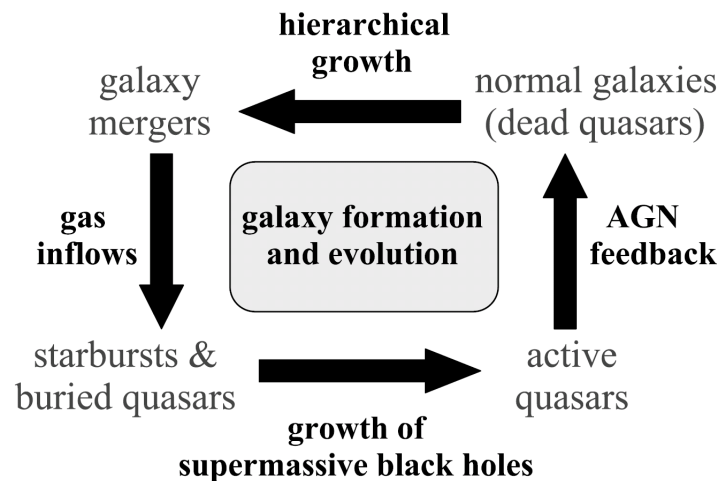 hierarchical
growth
galaxy
mergers
normal galaxies
(dead quasars)
gas
inflows
galaxy formation
and evolution
AGN
feedback
starbursts &
buried quasars
active
quasars
growth of
supermassive black holes